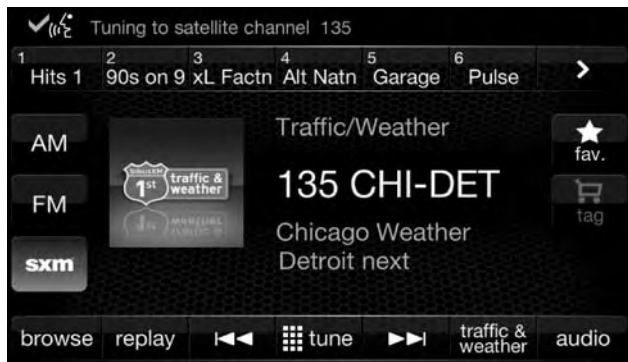 Tuning to satellite channel 135
1 Hits 1
2 90s on 9
3 xL Factn
4 Alt Natn
5 Garage
6 Pulse
AM
FM
sxm
SIRIUSXM
1st
traffic &
weather
Traffic/Weather
135 CHI-DET
Chicago Weather
Detroit next
fav.
tag
browse
replay
tune
traffic &
weather
audio